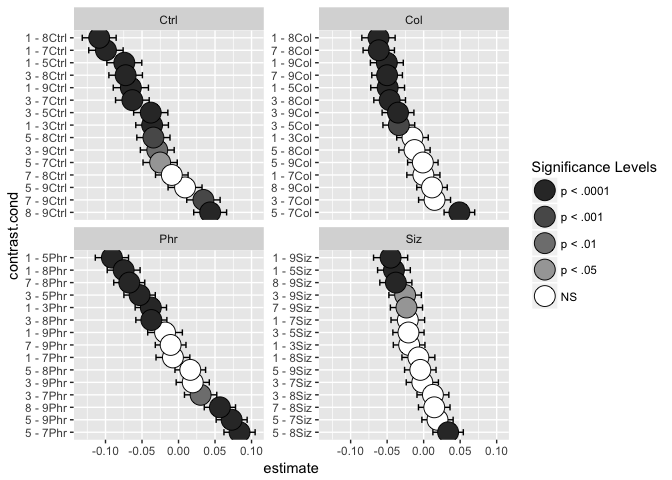 Ctrl
1 - 8Ctrl
1 - 7Ctrl
1 - 5Ctrl
3 - 8Ctrl
1 - 9Ctrl
3 - 7Ctrl
3 - 5Ctrl
1 - 3Ctrl
5 - 8Ctrl
3 - 9Ctrl
5 - 7Ctrl
7 - 8Ctrl
5 - 9Ctrl
7 - 9Ctrl
8 - 9Ctrl
Col
1 - 8Col
7 - 8Col
1 - 9Col
7 - 9Col
1 - 5Col
3 - 8Col
3 - 9Col
3 - 5Col
1 - 3Col
5 - 8Col
5 - 9Col
1 - 7Col
8 - 9Col
3 - 7Col
5 - 7Col
Phr
1 - 5Phr
1 - 8Phr
7 - 8Phr
3 - 5Phr
1 - 3Phr
3 - 8Phr
1 - 9Phr
7 - 9Phr
1 - 7Phr
5 - 8Phr
3 - 9Phr
3 - 7Phr
8 - 9Phr
5 - 9Phr
5 - 7Phr
Siz
1 - 9Siz
1 - 5Siz
8 - 9Siz
3 - 9Siz
7 - 9Siz
1 - 7Siz
3 - 5Siz
1 - 3Siz
1 - 8Siz
5 - 9Siz
3 - 7Siz
3 - 8Siz
7 - 8Siz
5 - 7Siz
5 - 8Siz
-0.10 -0.05 0.00 0.05 0.10
-0.10 -0.05 0.00 0.05 0.10
estimate
contrast.cond
Significance Levels
p < .0001
p < .001
p < .01
p < .05
NS